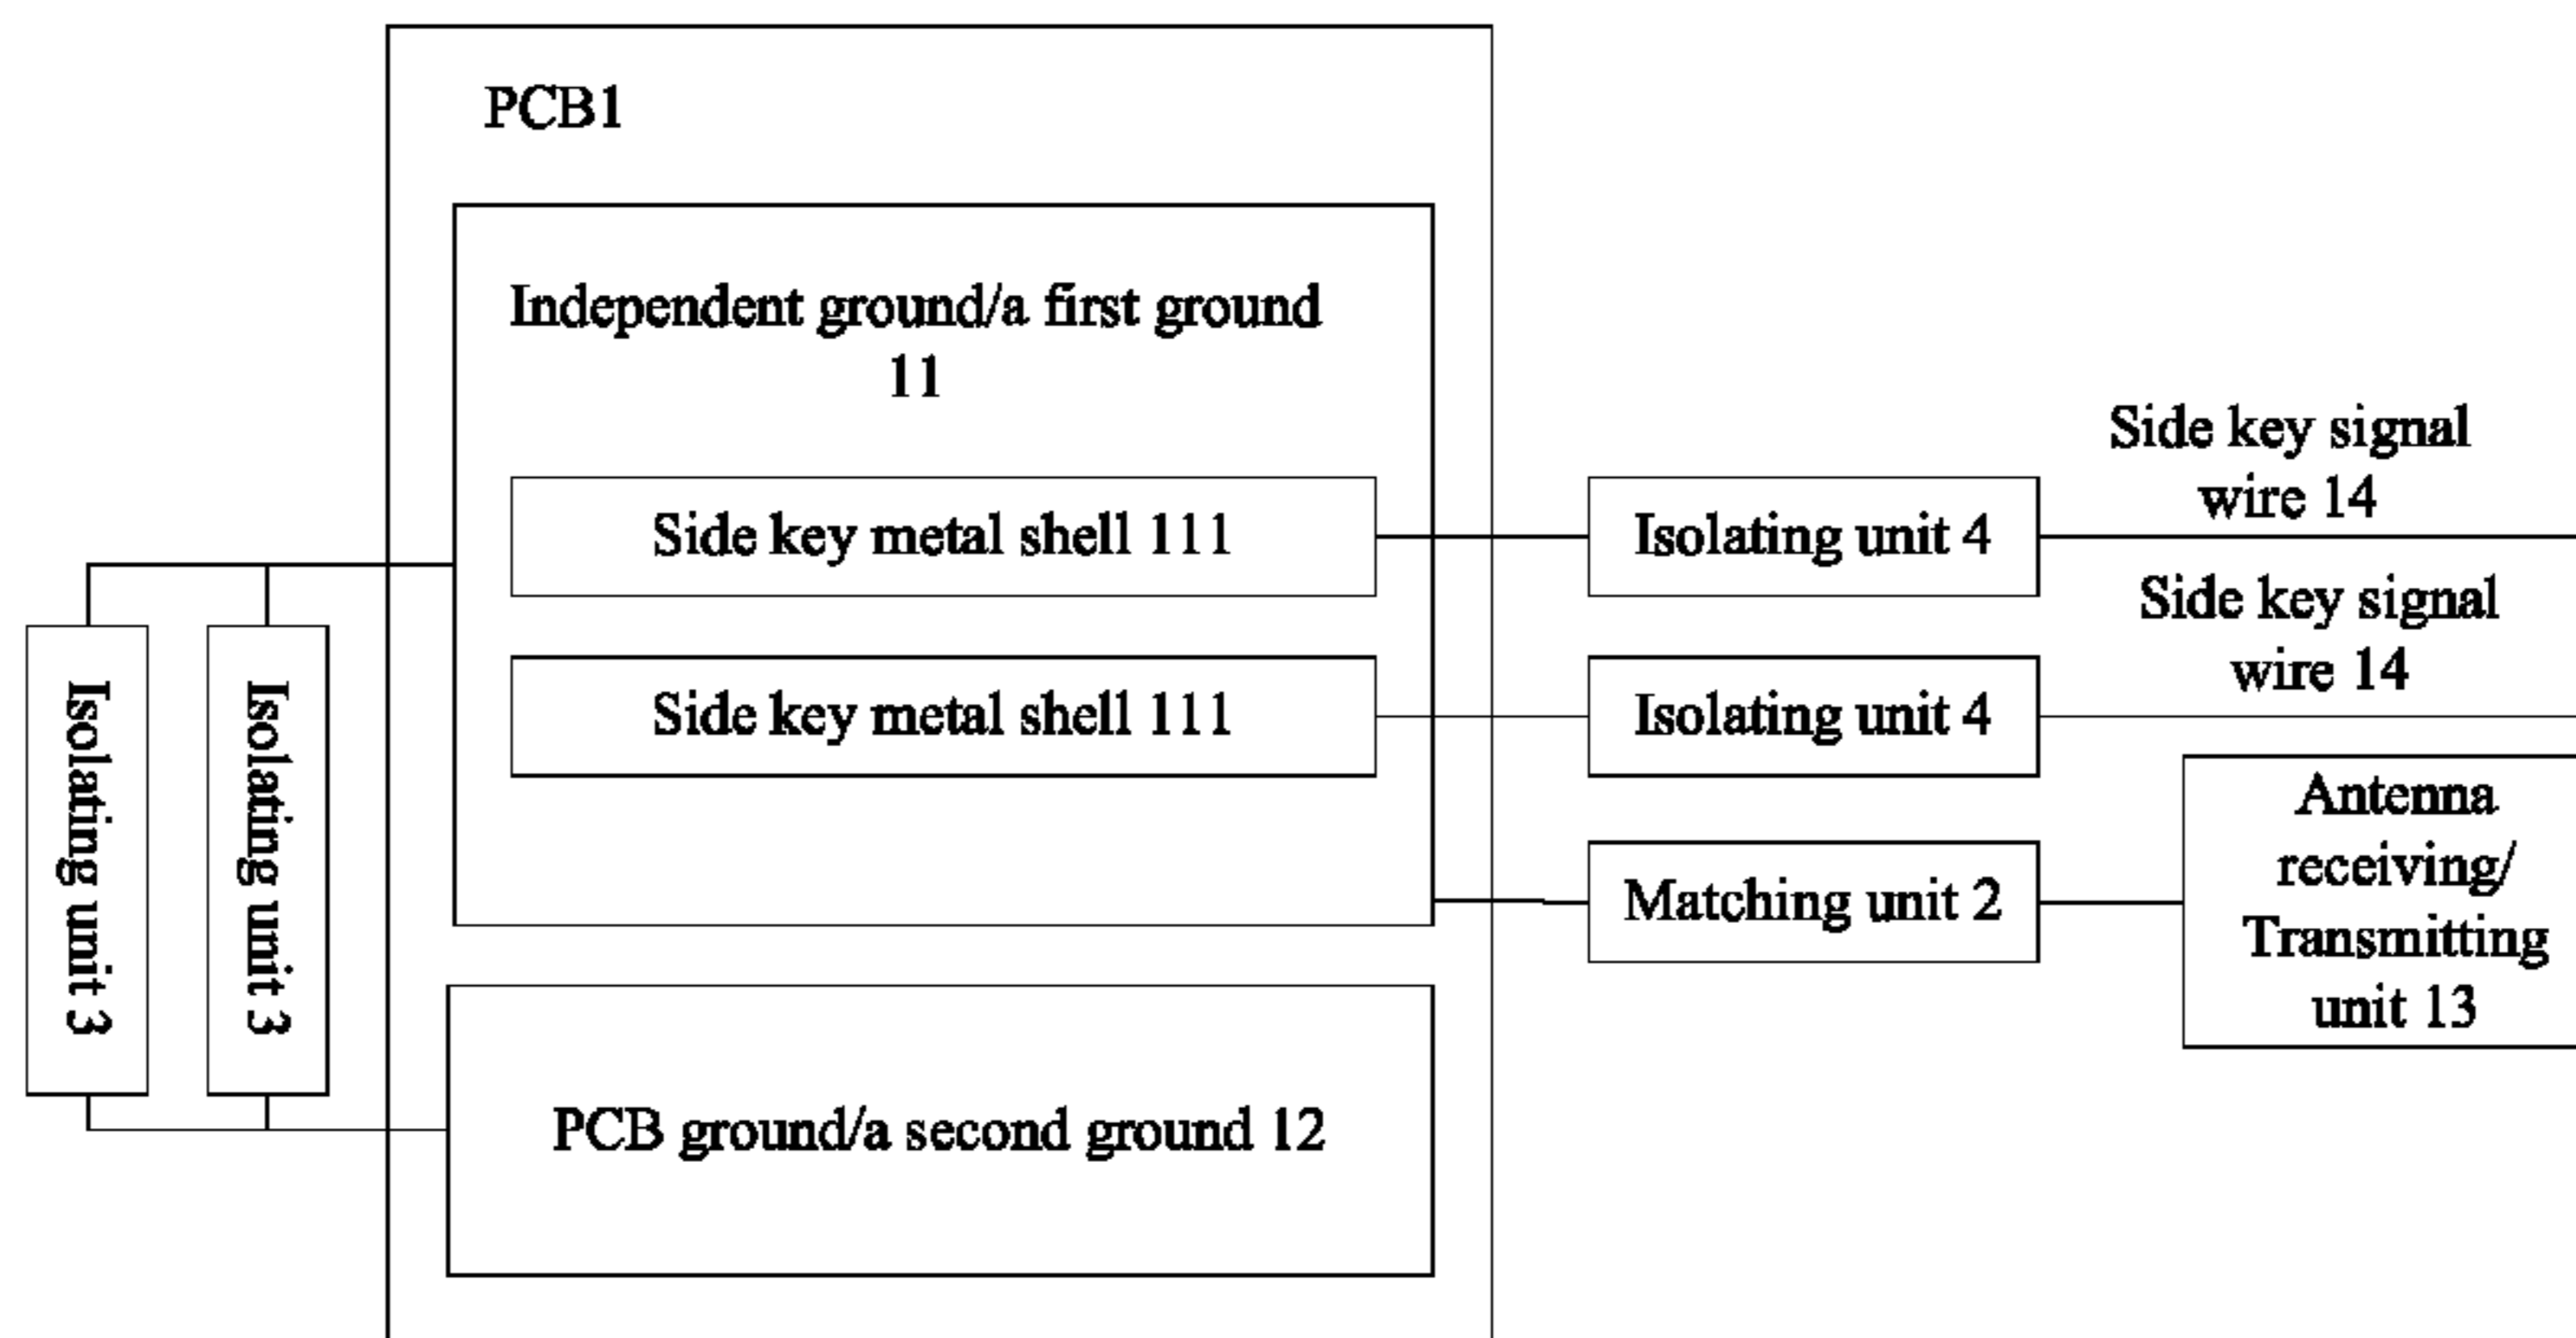 PCB1
Independent ground/a first ground
11
Side key metal shell 111
Side key metal shell 111
Isolating unit 3
Isolating unit 3
PCB ground/a second ground 12
Isolating unit 4
Side key signal
wire 14
Isolating unit 4
Side key signal
wire 14
Matching unit 2
Antenna
receiving/
Transmitting
unit 13